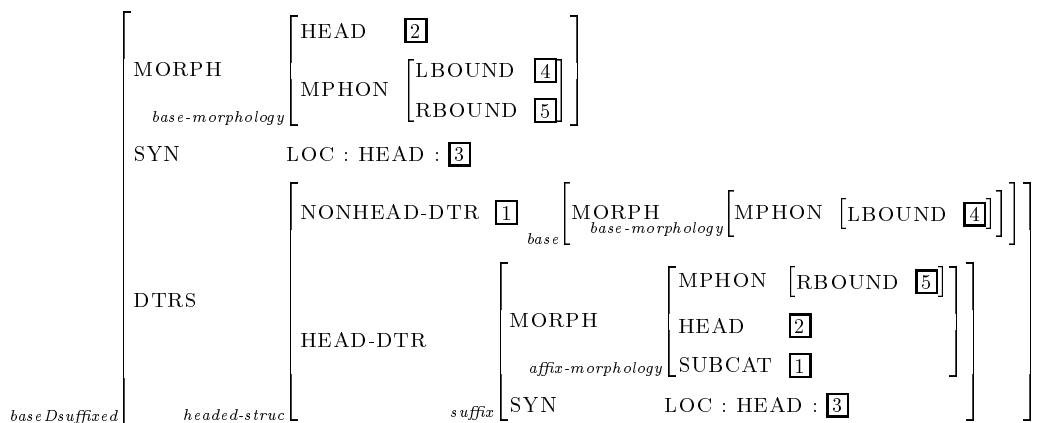 HEAD 2
MORPH MPHON LBOUND 4
RBOUND 5
base-morphology
SYN LOC : HEAD : 3
NONHEAD-DTR 1 base MORPH base-morphology MPHON LBOUND 4
DTRS
MPHON RBOUND 5
MORPH
HEAD-DTR HEAD 2
affix-morphology SUBCAT 1
baseDsuffixed headed-struc suffix SYN LOC : HEAD : 3